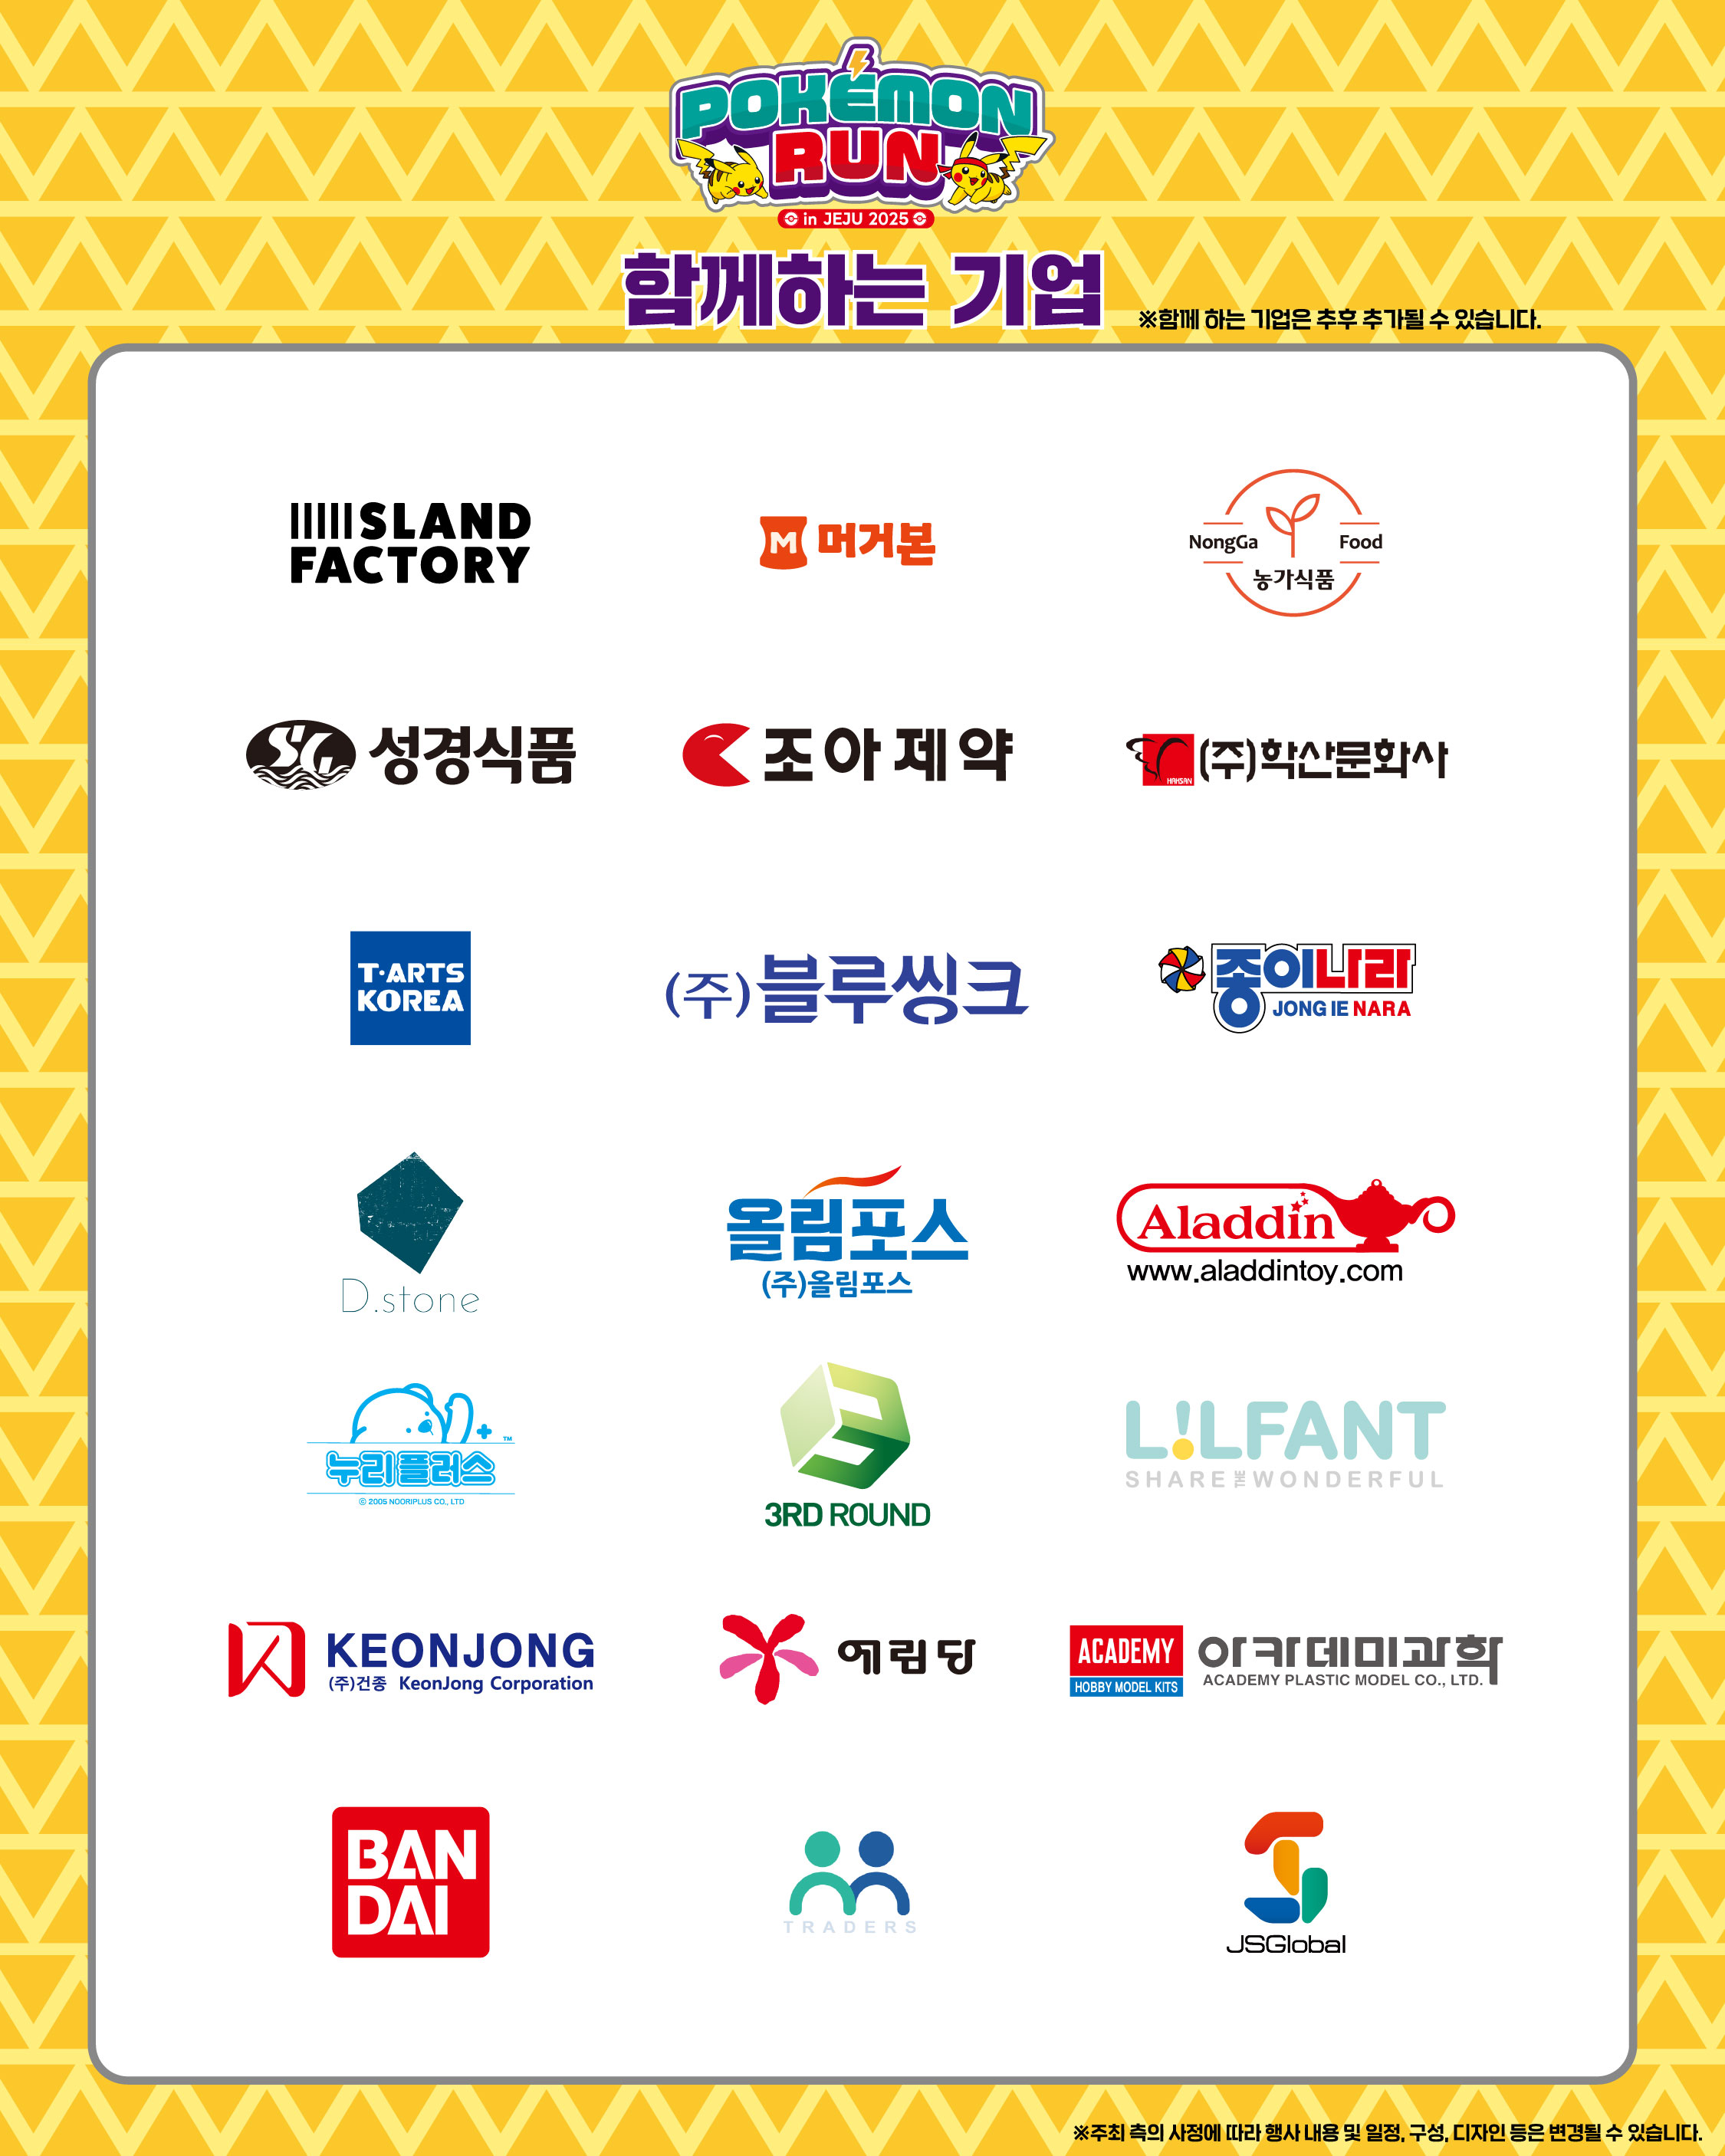 POKÉMON
RUN
in JEJU 2025
함께하는 기업
※함께 하는 기업은 추후 추가될 수 있습니다.
IIIIISLAND
FACTORY
M 머거본
NongGa Food
농가식품
SG 성경식품
조아제약
HAKSAN (주)학산문화사
T·ARTS
KOREA
(주)블루씽크
종이나라
JONG IE NARA
D.stone
올림포스
(주)올림포스
Aladdin
www.aladdintoy.com
누리플러스 ™
© 2005 NOORIPLUS CO., LTD
3RD ROUND
L!LFANT
SHARE THE WONDERFUL
KEONJONG
(주)건종 KeonJong Corporation
예림당
ACADEMY
HOBBY MODEL KITS
아카데미과학
ACADEMY PLASTIC MODEL CO., LTD.
BAN
DAI
TRADERS
JSGlobal
※주최 측의 사정에 따라 행사 내용 및 일정, 구성, 디자인 등은 변경될 수 있습니다.